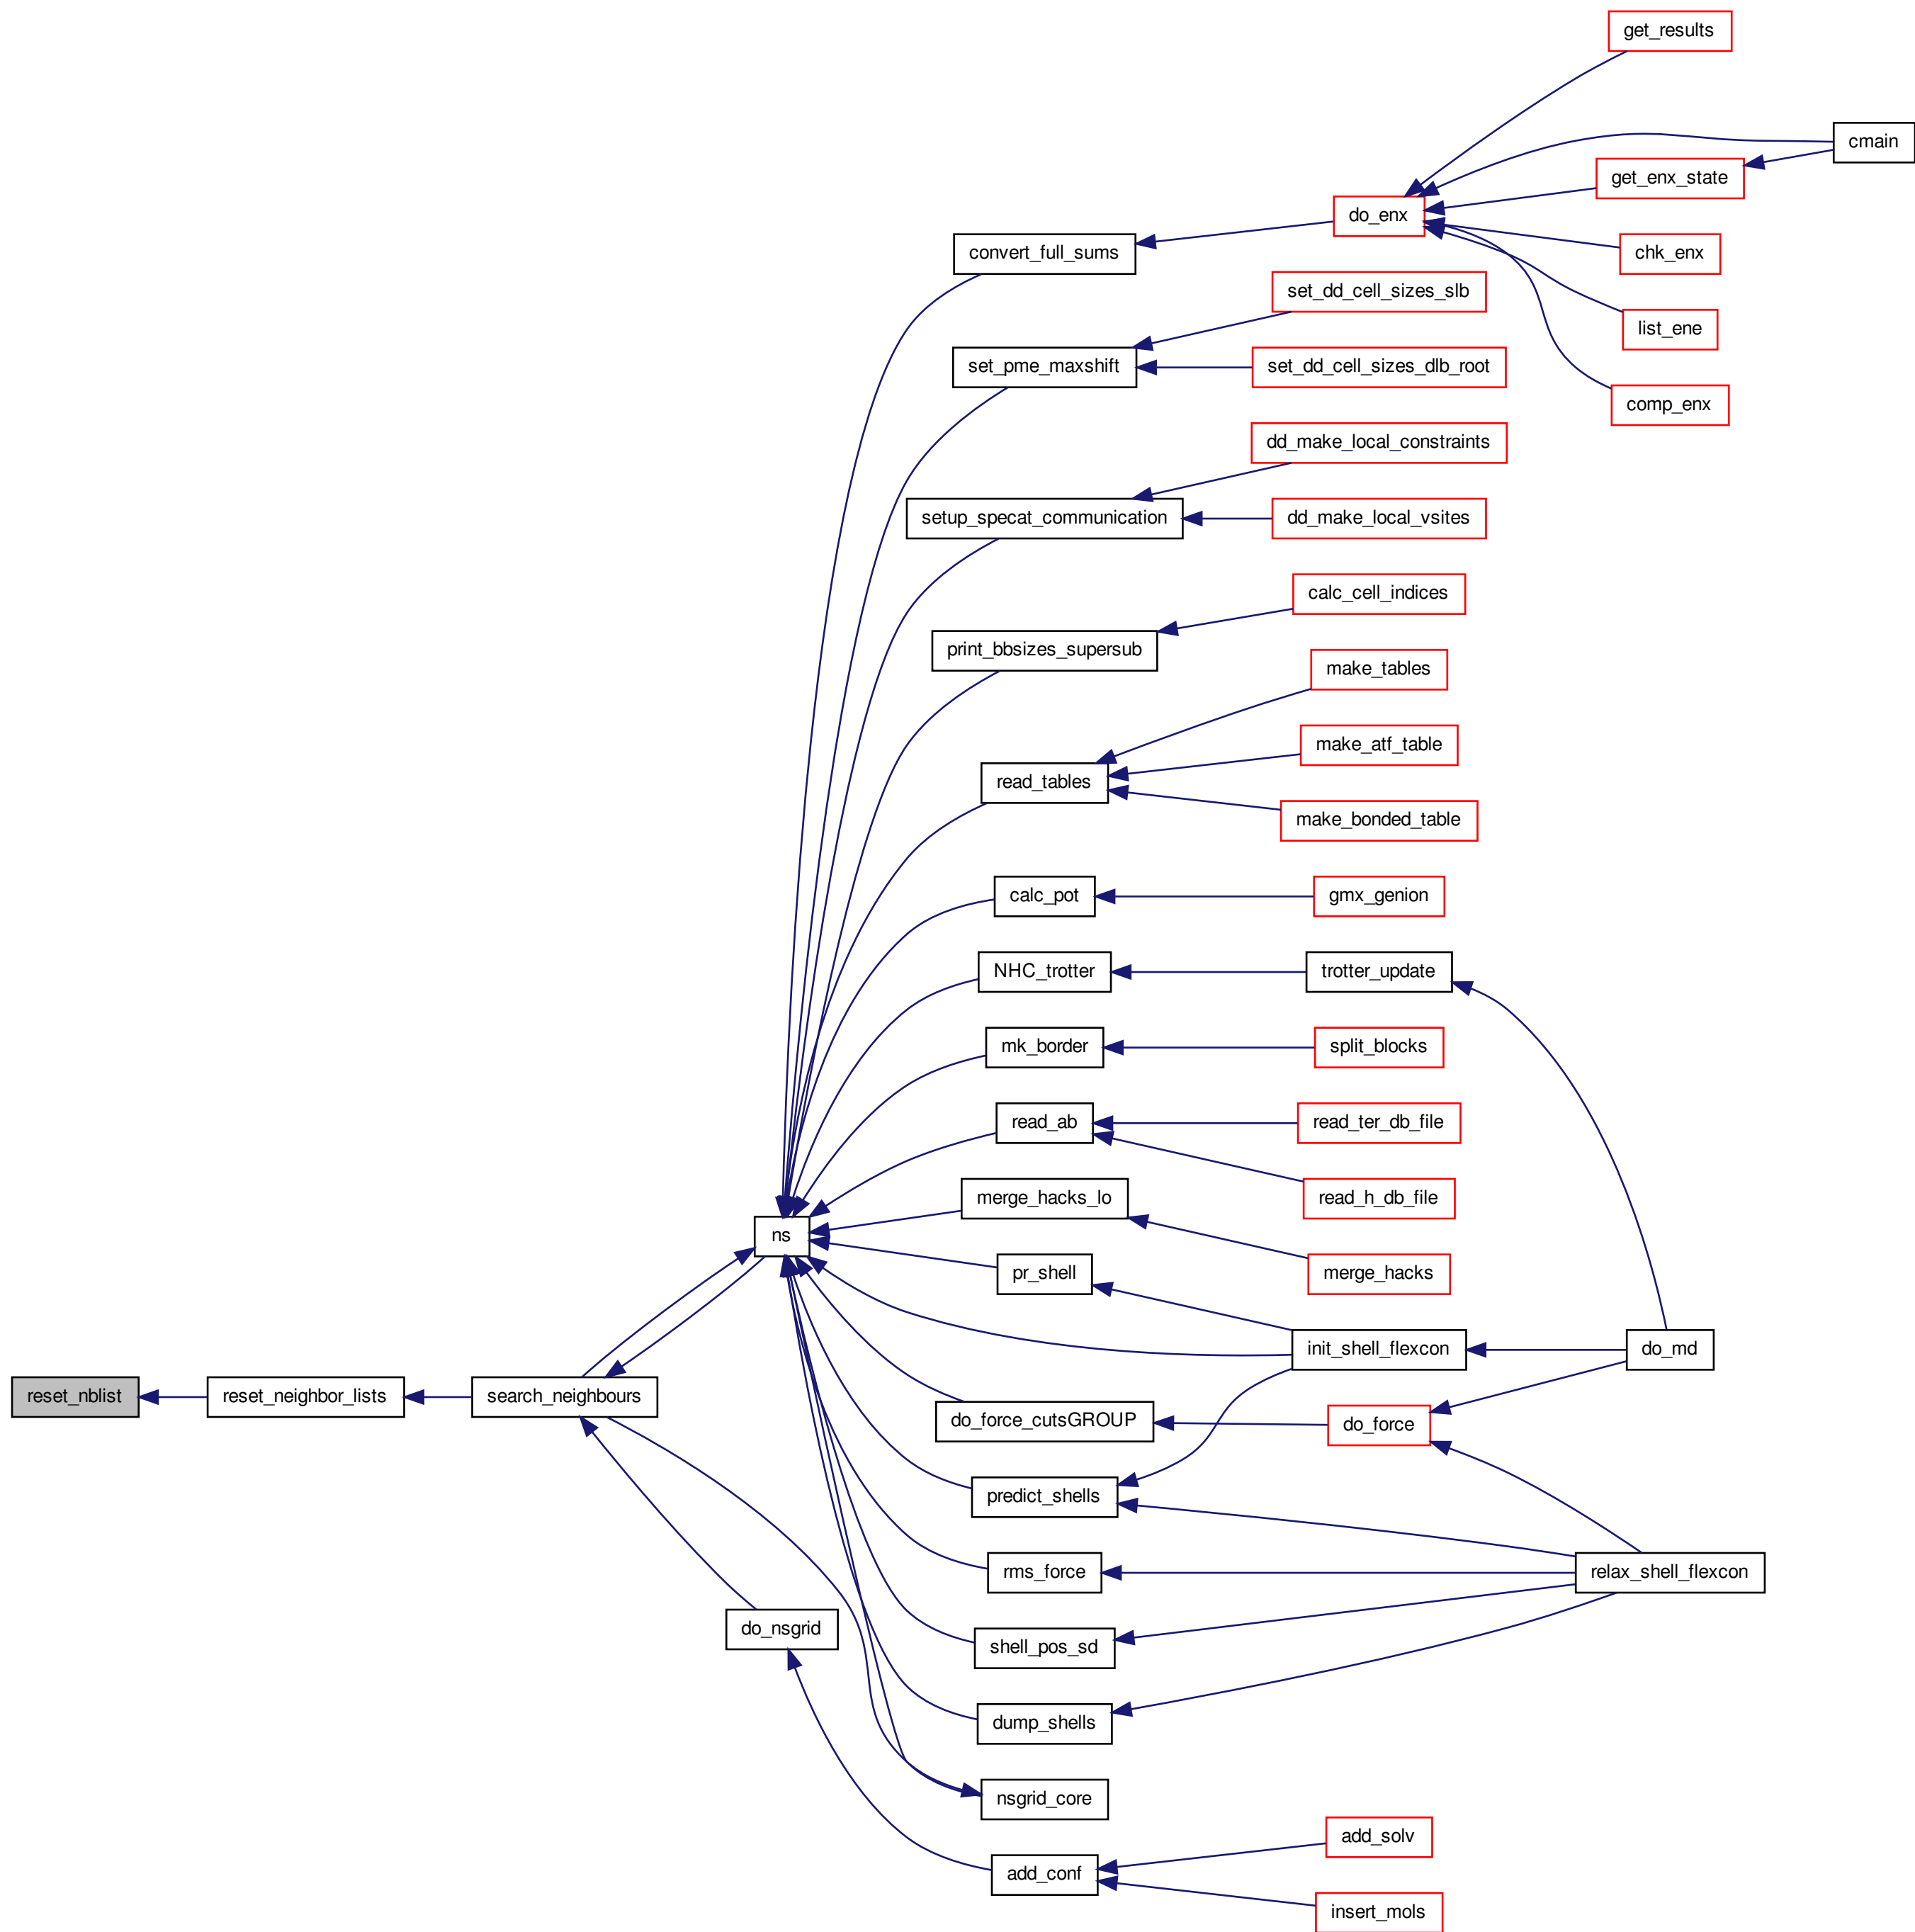 get_results
cmain
get_enx_state
do_enx
convert_full_sums
chk_enx
set_dd_cell_sizes_slb
list_ene
set_pme_maxshift
set_dd_cell_sizes_dlb_root
comp_enx
dd_make_local_constraints
setup_specat_communication
dd_make_local_vsites
calc_cell_indices
print_bbsizes_supersub
make_tables
make_atf_table
read_tables
make_bonded_table
calc_pot
gmx_genion
NHC_trotter
trotter_update
mk_border
split_blocks
read_ab
read_ter_db_file
merge_hacks_lo
read_h_db_file
ns
pr_shell
merge_hacks
init_shell_flexcon
do_md
reset_nblist
reset_neighbor_lists
search_neighbours
do_force_cutsGROUP
do_force
predict_shells
rms_force
relax_shell_flexcon
do_nsgrid
shell_pos_sd
dump_shells
nsgrid_core
add_solv
add_conf
insert_mols